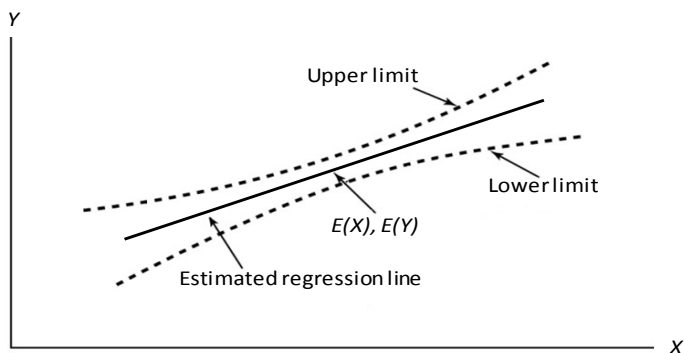 Y
Upper limit
Lower limit
E(X), E(Y)
Estimated regression line
X